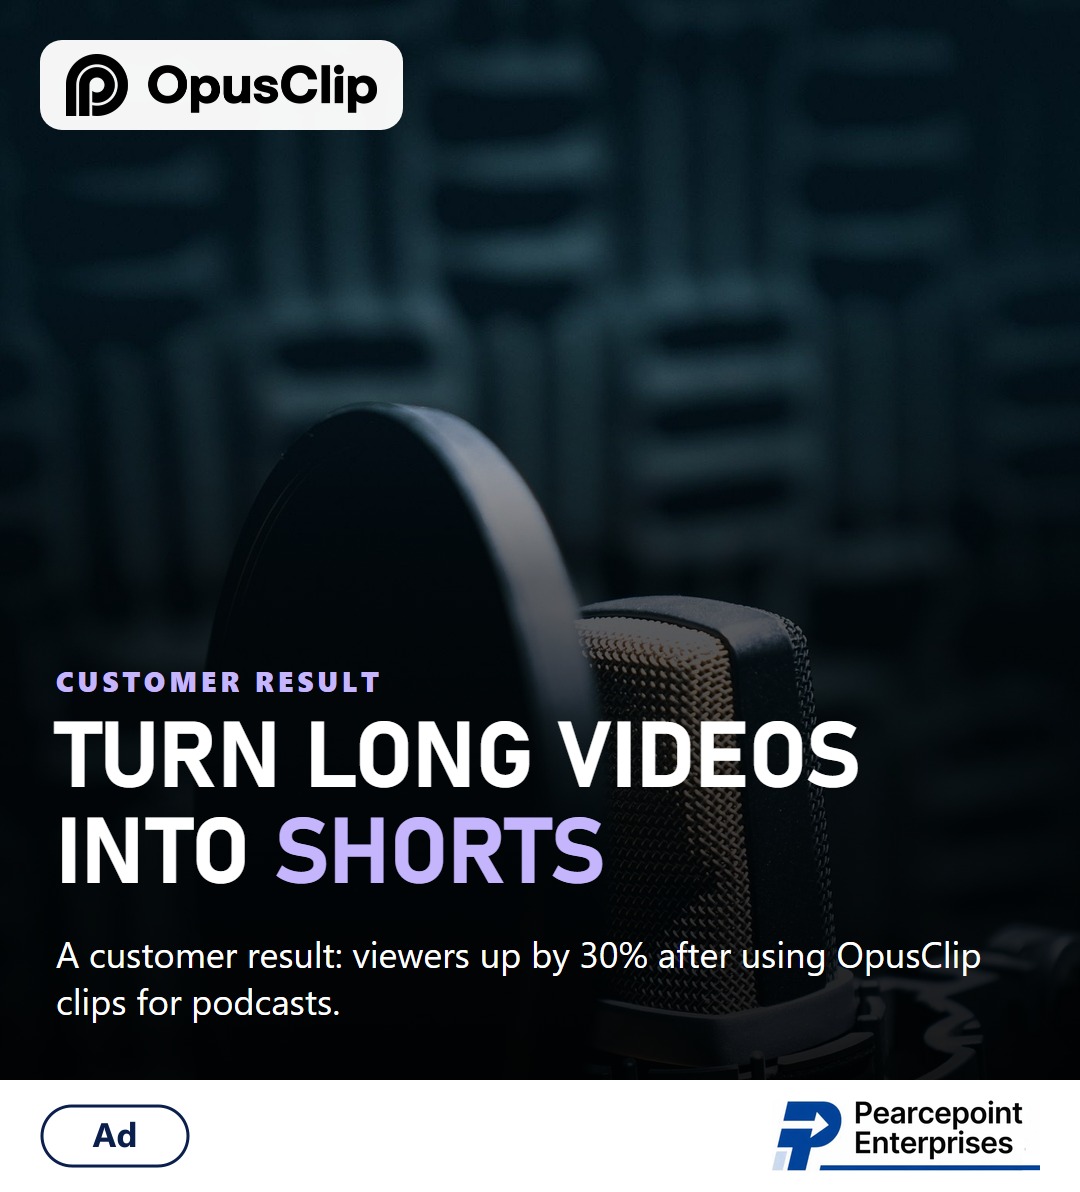 OpusClip
CUSTOMER RESULT
TURN LONG VIDEOS
INTO SHORTS
A customer result: viewers up by 30% after using OpusClip
clips for podcasts.
Ad
Pearcepoint
Enterprises